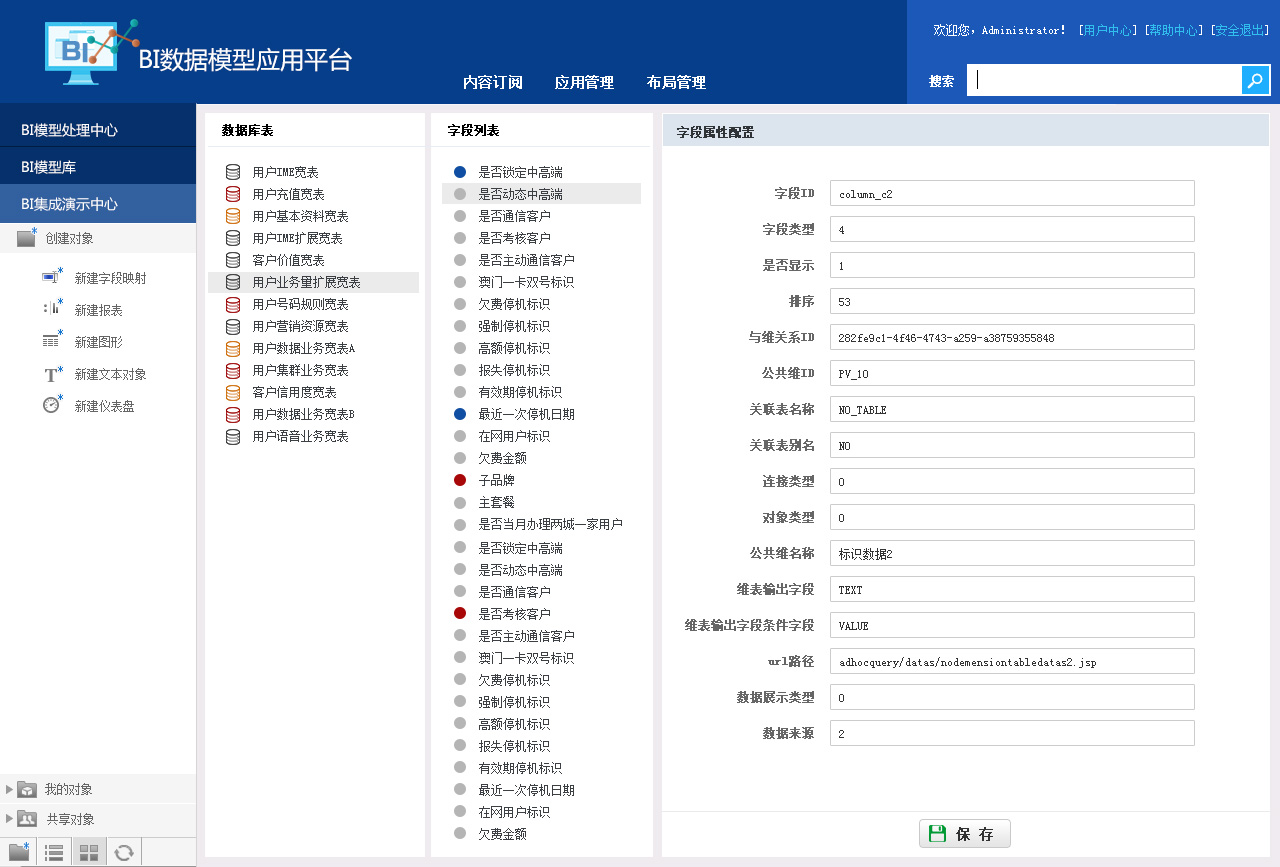 BI
BI数据模型应用平台
内容订阅 应用管理 布局管理
欢迎您，Administrator! [用户中心] [帮助中心] [安全退出]
搜索
BI模型处理中心
BI模型库
BI集成演示中心
创建对象
新建字段映射
新建报表
新建图形
新建文本对象
新建仪表盘
我的对象
共享对象
数据库表
用户IME宽表
用户充值宽表
用户基本资料宽表
用户IME扩展宽表
客户价值宽表
用户业务量扩展宽表
用户号码规则宽表
用户营销资源宽表
用户数据业务宽表A
用户集群业务宽表
客户信用度宽表
用户数据业务宽表B
用户语音业务宽表
字段列表
是否锁定中高端
是否动态中高端
是否通信客户
是否考核客户
是否主动通信客户
澳门一卡双号标识
欠费停机标识
强制停机标识
高额停机标识
报失停机标识
有效期停机标识
最近一次停机日期
在网用户标识
欠费金额
子品牌
主套餐
是否当月办理两城一家用户
是否锁定中高端
是否动态中高端
是否通信客户
是否考核客户
是否主动通信客户
澳门一卡双号标识
欠费停机标识
强制停机标识
高额停机标识
报失停机标识
有效期停机标识
最近一次停机日期
在网用户标识
欠费金额
字段属性配置
字段ID column_c2
字段类型 4
是否显示 1
排序 53
与维关系ID 282fe9c1-4f46-4743-a259-a38759355848
公共维ID PV_10
关联表名称 NO_TABLE
关联表别名 NO
连接类型 0
对象类型 0
公共维名称 标识数据2
维表输出字段 TEXT
维表输出字段条件字段 VALUE
url路径 adhocquery/datas/nodemensiontabledatas2.jsp
数据展示类型 0
数据来源 2
保 存